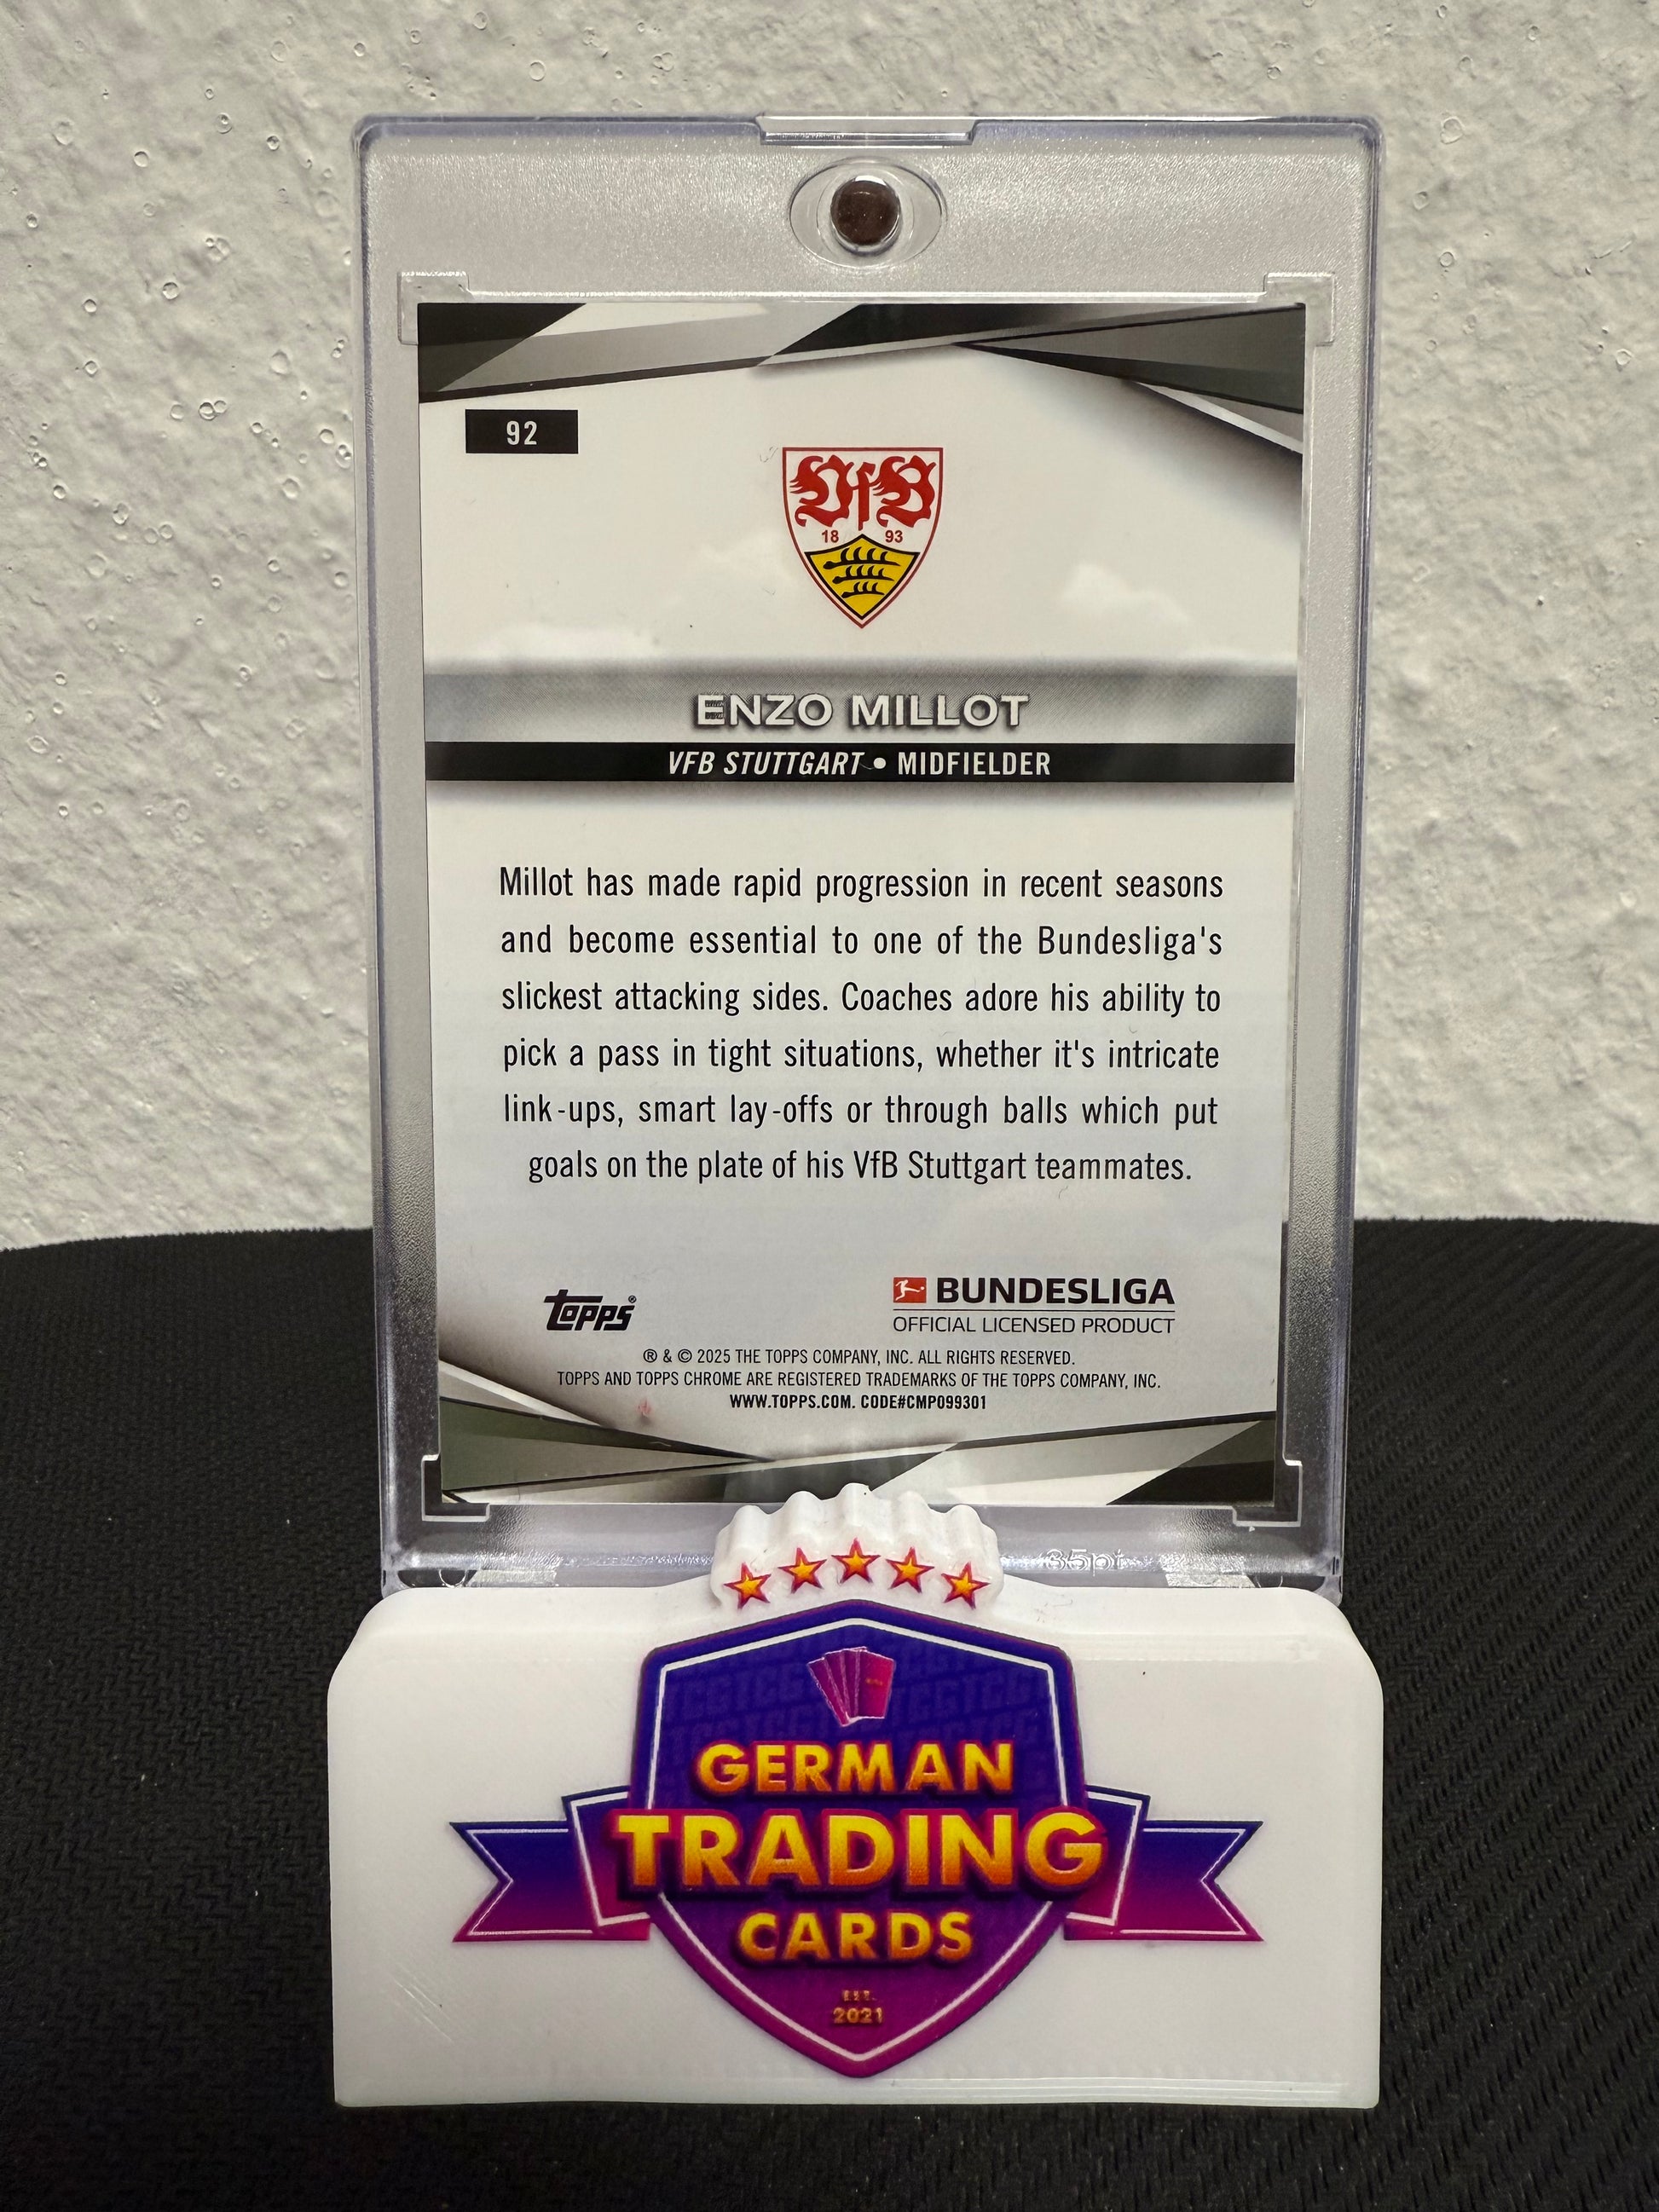 92
VfB
18 93
ENZO MILLOT
VFB STUTTGART • MIDFIELDER
Millot has made rapid progression in recent seasons
and become essential to one of the Bundesliga's
slickest attacking sides. Coaches adore his ability to
pick a pass in tight situations, whether it's intricate
link-ups, smart lay-offs or through balls which put
goals on the plate of his VfB Stuttgart teammates.
topps®
BUNDESLIGA
OFFICIAL LICENSED PRODUCT
® & © 2025 THE TOPPS COMPANY, INC. ALL RIGHTS RESERVED.
TOPPS AND TOPPS CHROME ARE REGISTERED TRADEMARKS OF THE TOPPS COMPANY, INC.
WWW.TOPPS.COM. CODE#CMP099301
35pt
GERMAN
TRADING
CARDS
EST.
2021